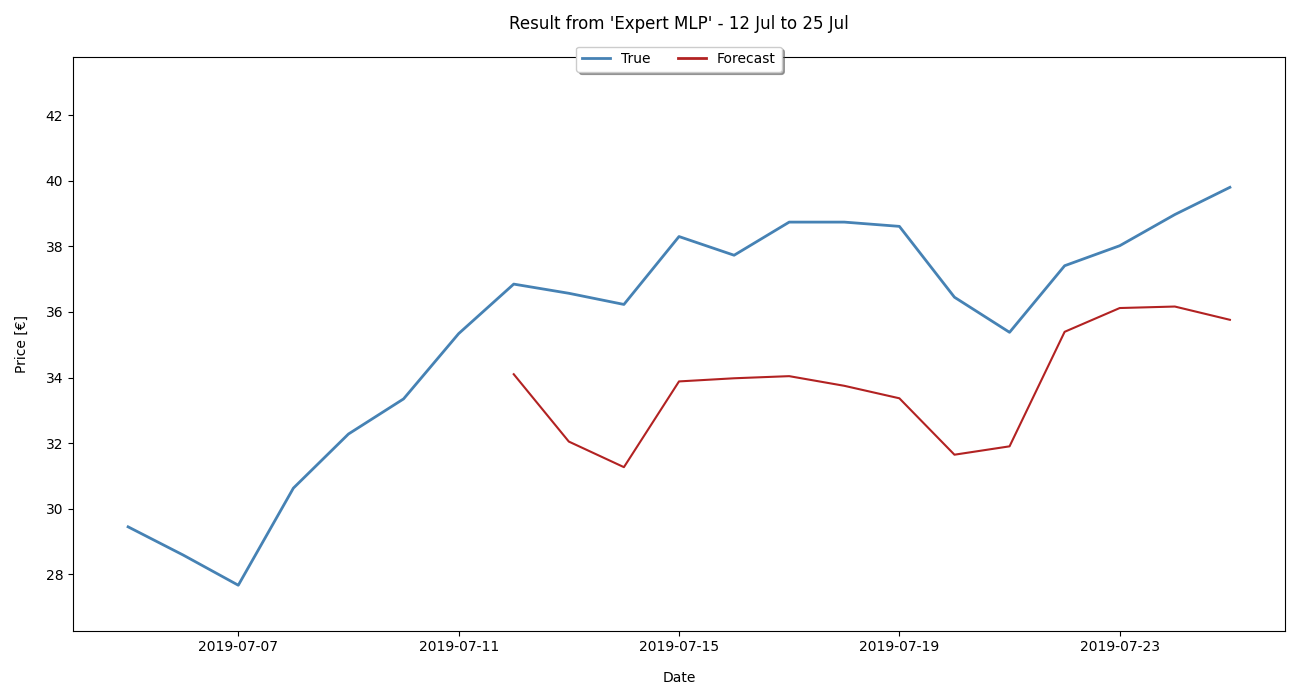 Result from 'Expert MLP' - 12 Jul to 25 Jul
True Forecast
42
40
38
36
34
32
30
28
Price [€]
2019-07-07 2019-07-11 2019-07-15 2019-07-19 2019-07-23
Date